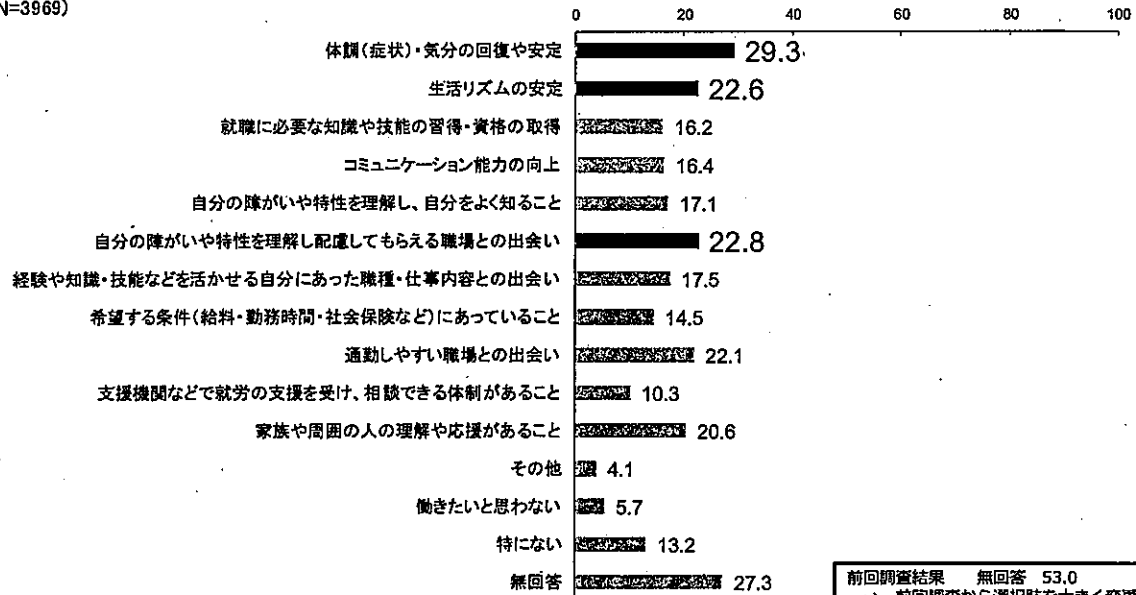 N=3969)
0 20 40 60 80 100
体調(症状)・気分の回復や安定 29.3
生活リズムの安定 22.6
就職に必要な知識や技能の習得・資格の取得 16.2
コミュニケーション能力の向上 16.4
自分の障がいや特性を理解し、自分をよく知ること 17.1
自分の障がいや特性を理解し配慮してもらえる職場との出会い 22.8
経験や知識・技能などを活かせる自分にあった職種・仕事内容との出会い 17.5
希望する条件(給料・勤務時間・社会保険など)にあっていること 14.5
通勤しやすい職場との出会い 22.1
支援機関などで就労の支援を受け、相談できる体制があること 10.3
家族や周囲の人の理解や応援があること 20.6
その他 4.1
働きたいと思わない 5.7
特にない 13.2
無回答 27.3
前回調査結果 無回答 53.0